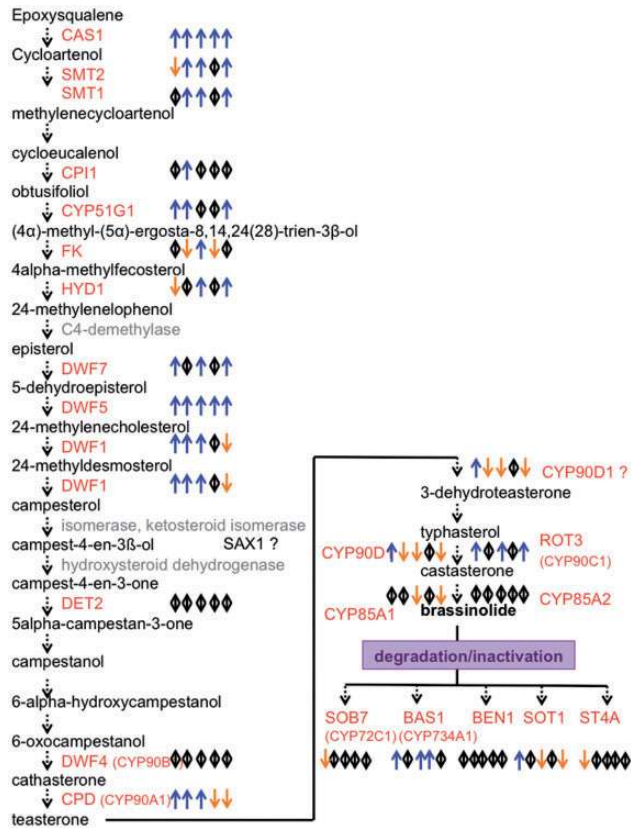 Epoxysqualene
CAS1
Cycloartenol
SMT2
SMT1
methylenecycloartenol
cycloeucalenol
CPI1
obtusifoliol
CYP51G1
(4α)-methyl-(5α)-ergosta-8,14,24(28)-trien-3β-ol
FK
4alpha-methylfecosterol
HYD1
24-methylenelophenol
C4-demethylase
episterol
DWF7
5-dehydroepisterol
DWF5
24-methylenecholesterol
DWF1
24-methyldesmosterol
DWF1
campesterol
isomerase, ketosteroid isomerase
campest-4-en-3ß-ol SAX1 ?
hydroxysteroid dehydrogenase
campest-4-en-3-one
DET2
5alpha-campestan-3-one
campestanol
6-alpha-hydroxycampestanol
6-oxocampestanol
DWF4 (CYP90B
cathasterone
CPD (CYP90A1)
teasterone
CYP90D1 ?
3-dehydroteasterone
typhasterol
CYP90D
ROT3
(CYP90C1)
castasterone
CYP85A1
CYP85A2
brassinolide
degradation/inactivation
SOB7 BAS1 BEN1 SOT1 ST4A
(CYP72C1) (CYP734A1)